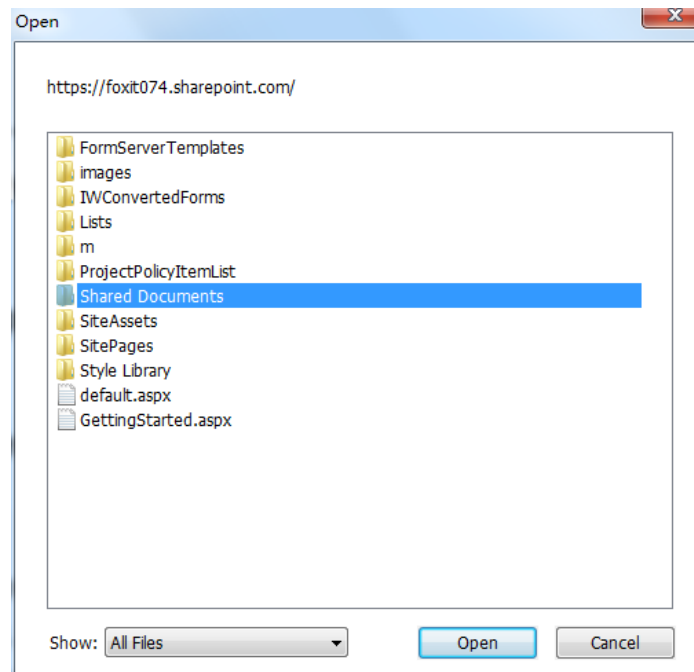 Open
https://foxit074.sharepoint.com/
FormServerTemplates
images
IWConvertedForms
Lists
m
ProjectPolicyItemList
Shared Documents
SiteAssets
SitePages
Style Library
default.aspx
GettingStarted.aspx
Show: All Files Open Cancel